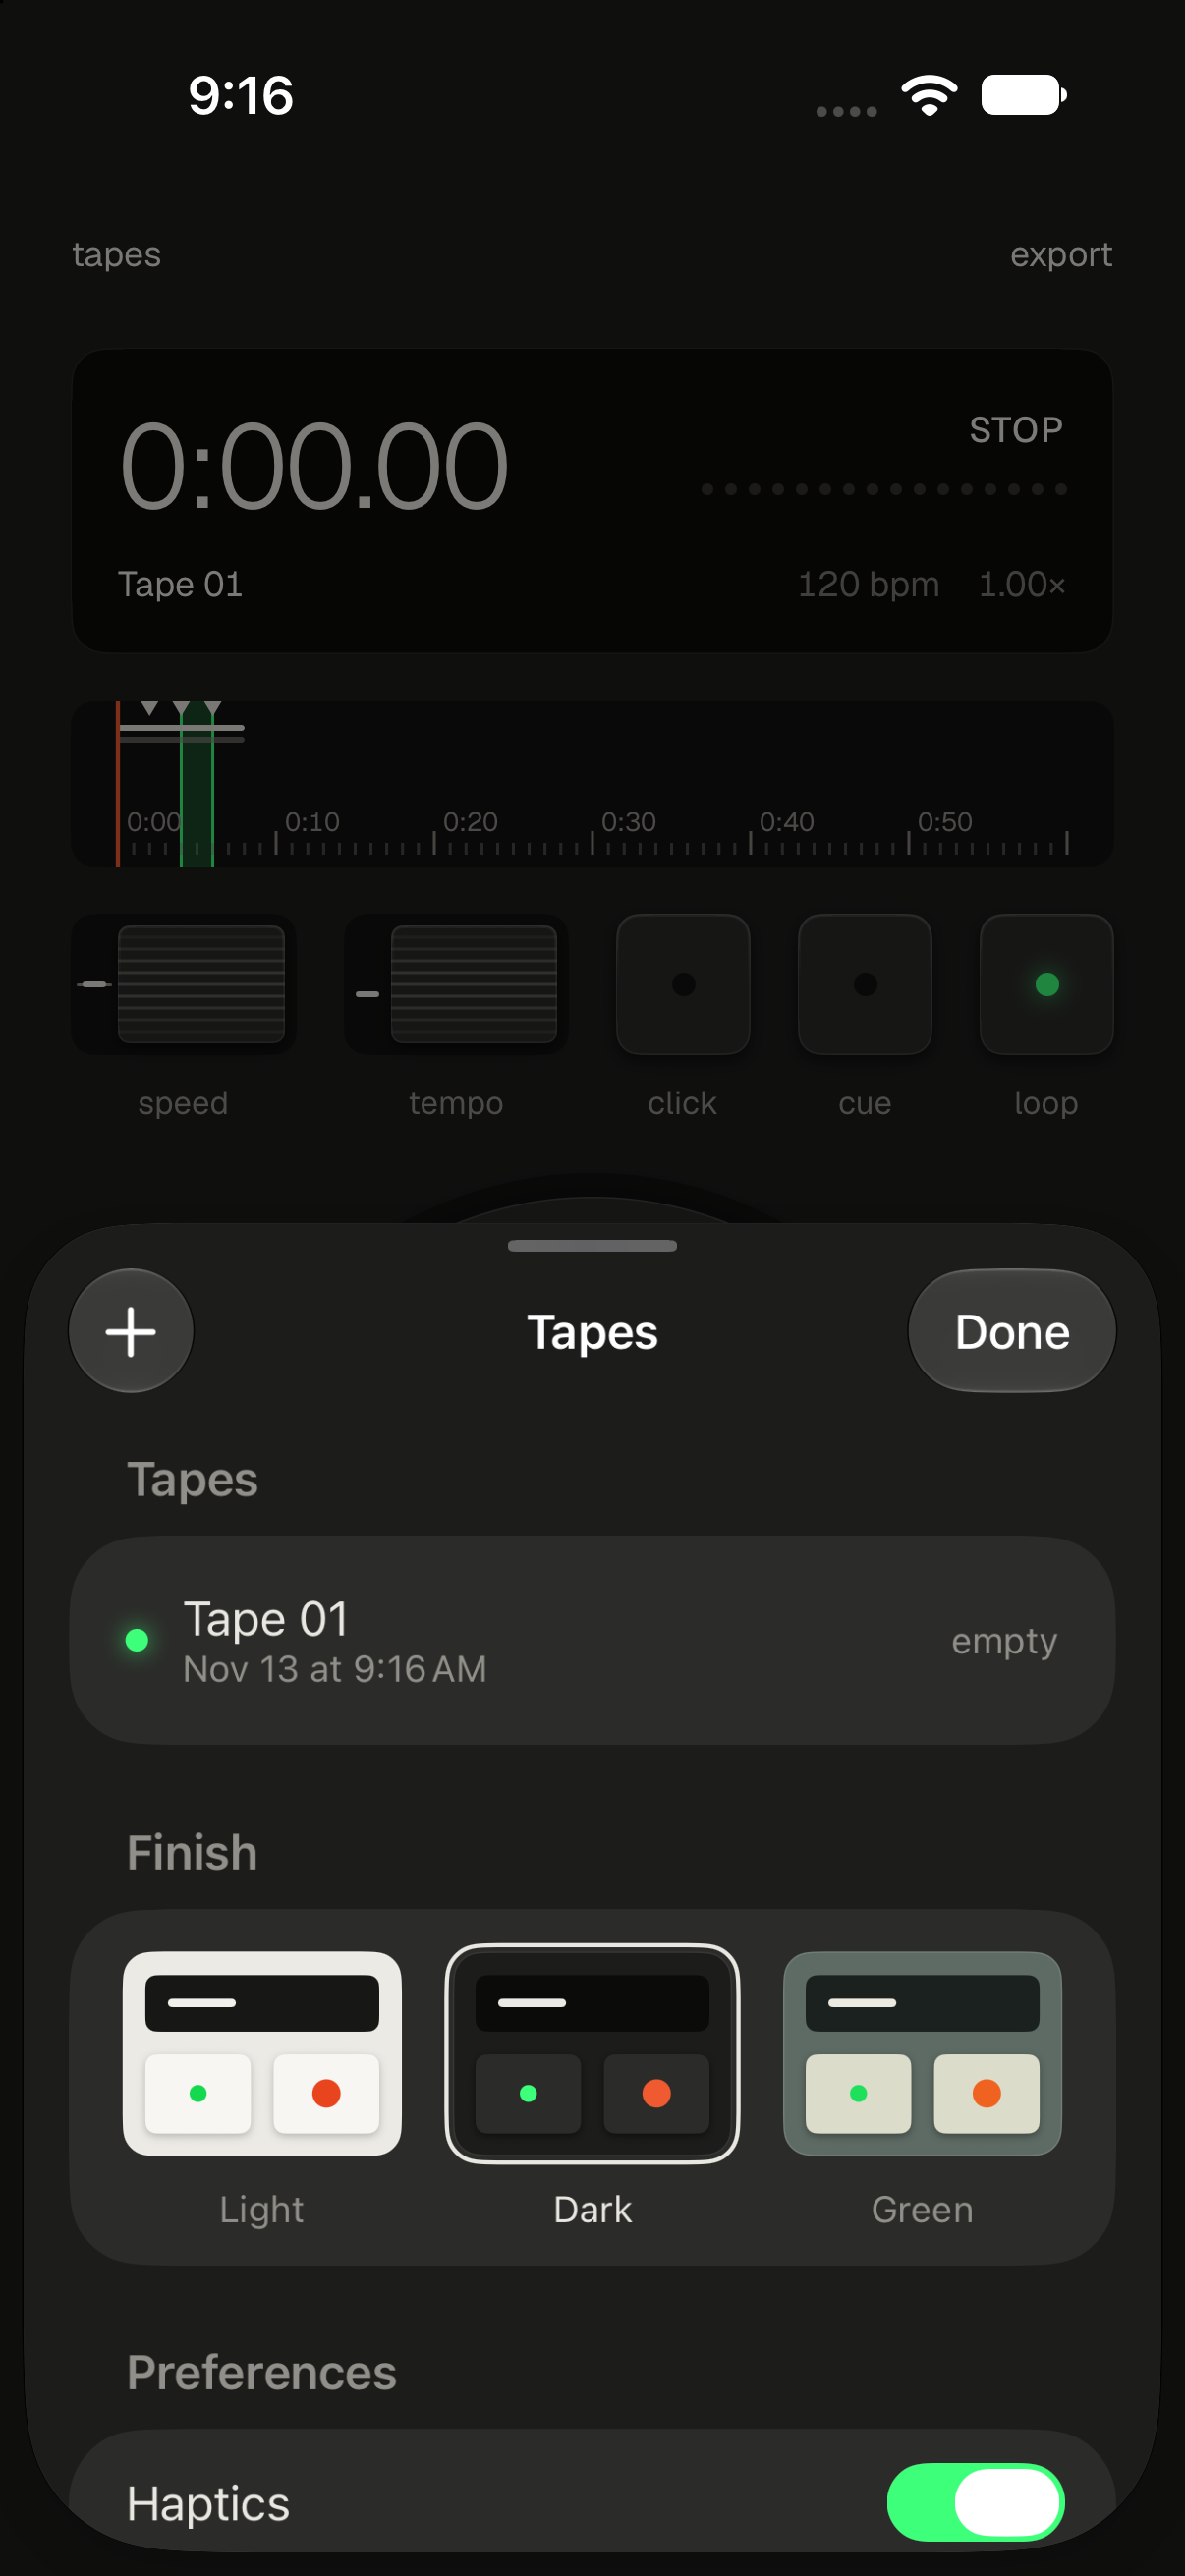 9:16
tapes export
0:00.00 STOP
Tape 01 120 bpm 1.00×
0:00 0:10 0:20 0:30 0:40 0:50
speed tempo click cue loop
Tapes Done
Tapes
Tape 01
Nov 13 at 9:16 AM
empty
Finish
Light Dark Green
Preferences
Haptics